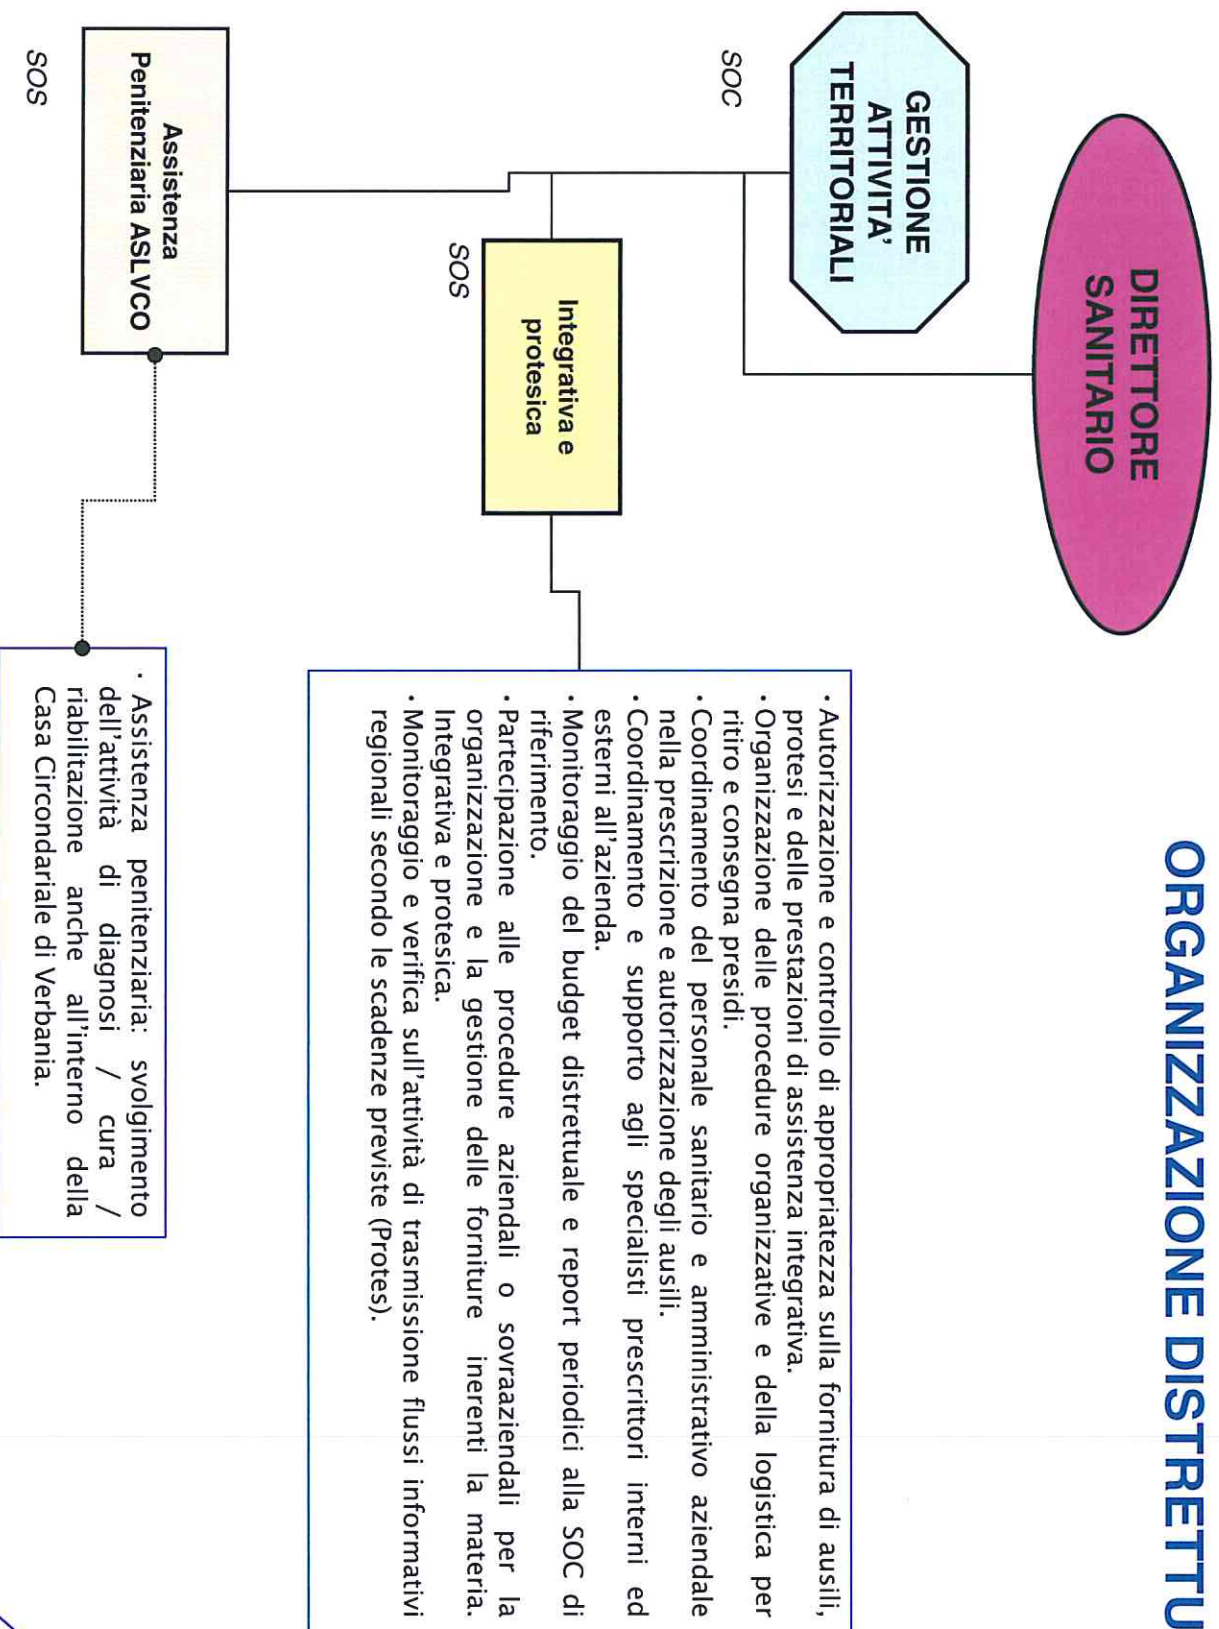 ORGANIZZAZIONE DISTRETTU
DIRETTORE
SANITARIO
GESTIONE
ATTIVITA'
TERRITORIALI
SOC
Integrativa e
protesica
SOS
• Autorizzazione e controllo di appropriatezza sulla fornitura di ausili,
protesi e delle prestazioni di assistenza integrativa.
• Organizzazione delle procedure organizzative e della logistica per
ritiro e consegna presidi.
• Coordinamento del personale sanitario e amministrativo aziendale
nella prescrizione e autorizzazione degli ausili.
• Coordinamento e supporto agli specialisti prescrittori interni ed
esterni all'azienda.
• Monitoraggio del budget distrettuale e report periodici alla SOC di
riferimento.
• Partecipazione alle procedure aziendali o sovraaziendali per la
organizzazione e la gestione delle forniture inerenti la materia.
Integrativa e protesica.
• Monitoraggio e verifica sull'attività di trasmissione flussi informativi
regionali secondo le scadenze previste (Protes).
Assistenza
Penitenziaria ASLVCO
SOS
• Assistenza penitenziaria: svolgimento
dell'attività di diagnosi / cura /
riabilitazione anche all'interno della
Casa Circondariale di Verbania.